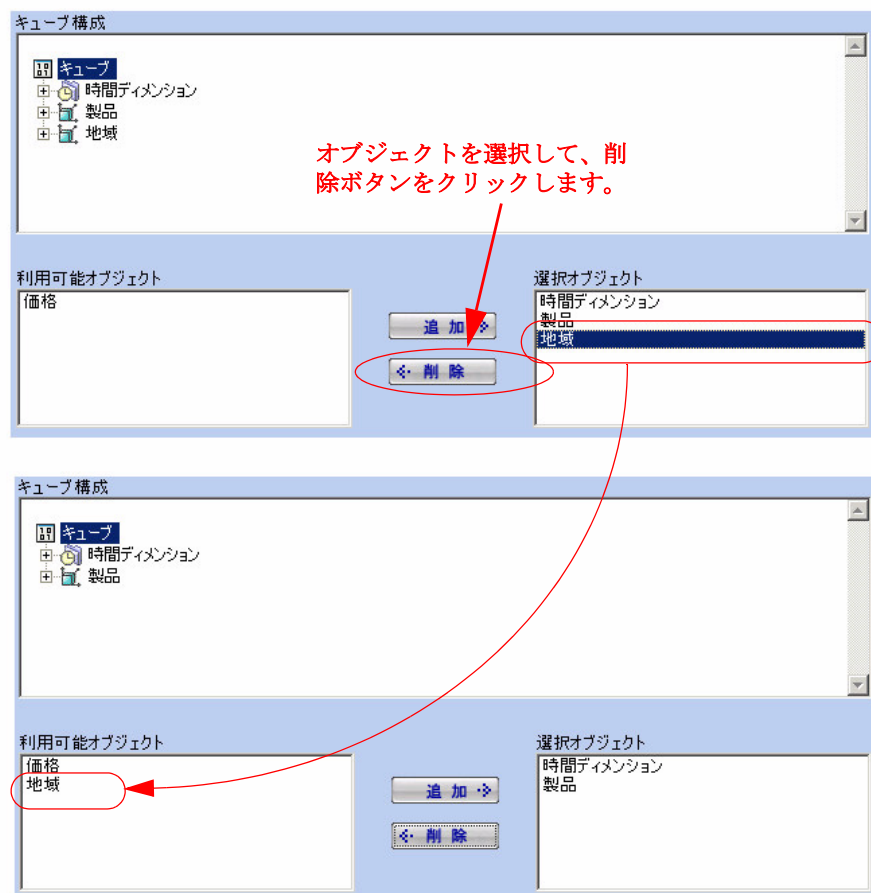 キューブ構成
キューブ
時間ディメンション
製品
地域
オブジェクトを選択して、削
除ボタンをクリックします。
利用可能オブジェクト
価格
追 加
削 除
選択オブジェクト
時間ディメンション
製品
地域
キューブ構成
キューブ
時間ディメンション
製品
利用可能オブジェクト
価格
地域
追 加
削 除
選択オブジェクト
時間ディメンション
製品